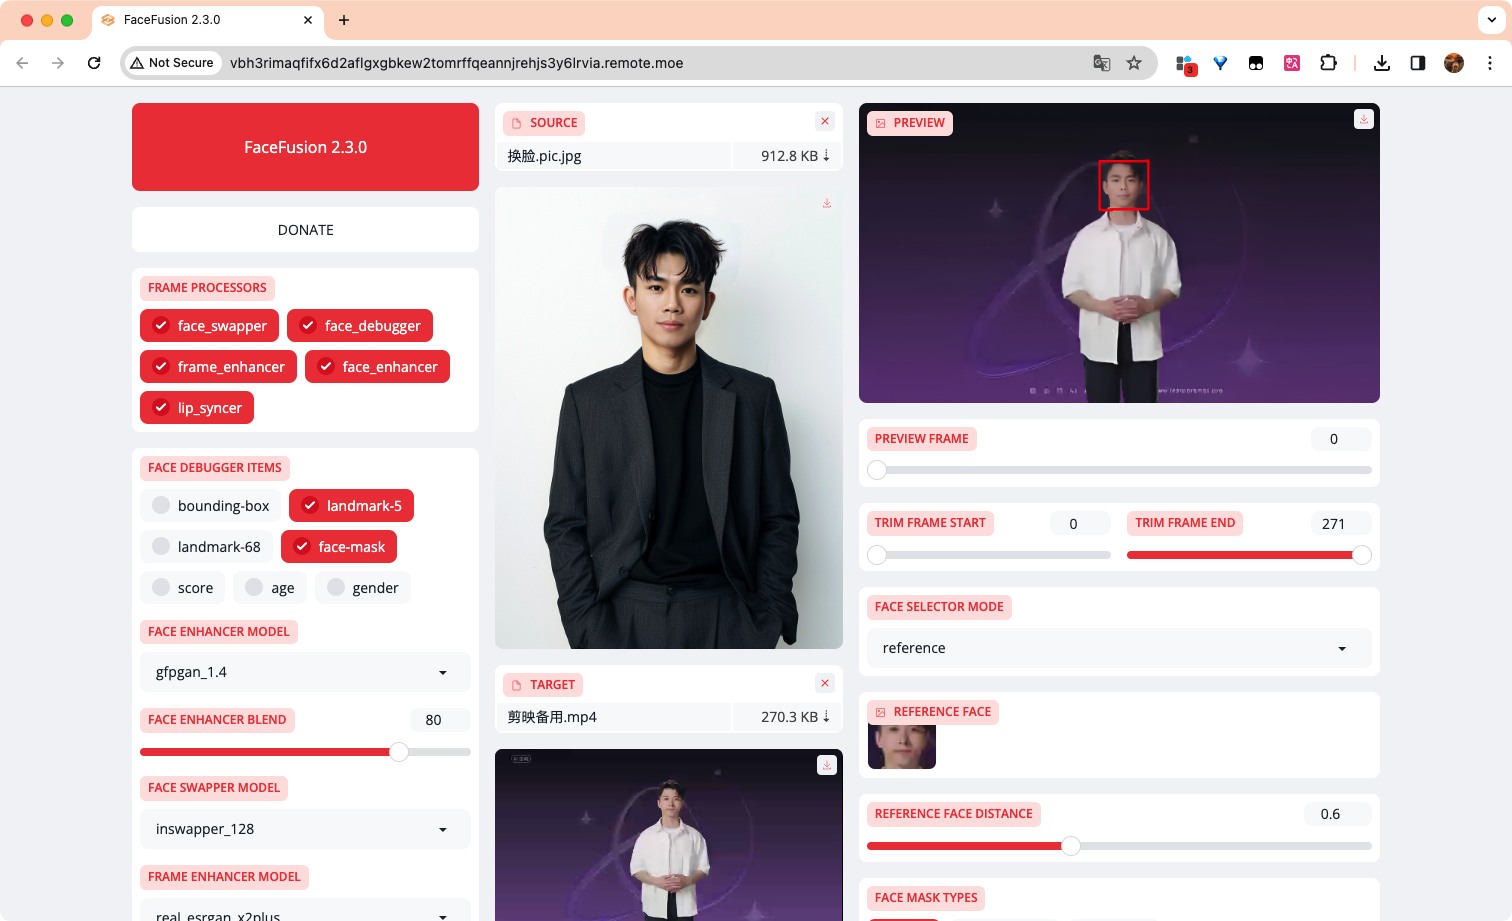 FaceFusion 2.3.0
Not Secure
vbh3rimaqfifx6d2aflgxgbkew2tomrffqeannjrehjs3y6lrvia.remote.moe
3
FaceFusion 2.3.0
DONATE
FRAME PROCESSORS
face_swapper
face_debugger
frame_enhancer
face_enhancer
lip_syncer
FACE DEBUGGER ITEMS
bounding-box
landmark-5
landmark-68
face-mask
score
age
gender
FACE ENHANCER MODEL
gfpgan_1.4
FACE ENHANCER BLEND
80
FACE SWAPPER MODEL
inswapper_128
FRAME ENHANCER MODEL
real_esrgan_x2plus
SOURCE
换脸.pic.jpg
912.8 KB ⇣
TARGET
剪映备用.mp4
270.3 KB ⇣
PREVIEW
PREVIEW FRAME
0
TRIM FRAME START
0
TRIM FRAME END
271
FACE SELECTOR MODE
reference
REFERENCE FACE
REFERENCE FACE DISTANCE
0.6
FACE MASK TYPES